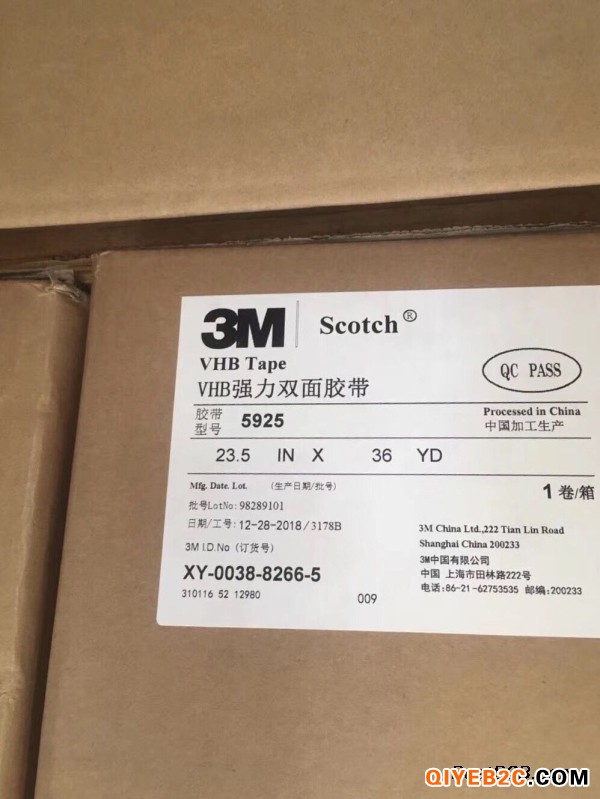 3M Scotch®
VHB Tape
VHB强力双面胶带
QC PASS
胶带
型号 5925
Processed in China
中国加工生产
23.5 IN X 36 YD
Mfg. Date. Lot. (生产日期/批号)
1 卷/箱
批号LotNo: 98289101
日期/工号: 12-28-2018/3178B
3M I.D.No (订货号)
XY-0038-8266-5
310116 52 12980
009
3M China Ltd.,222 Tian Lin Road
Shanghai China 200233
3M中国有限公司
中国 上海市田林路222号
电话:86-21-62753535 邮编:200233
QIYEB2C.COM